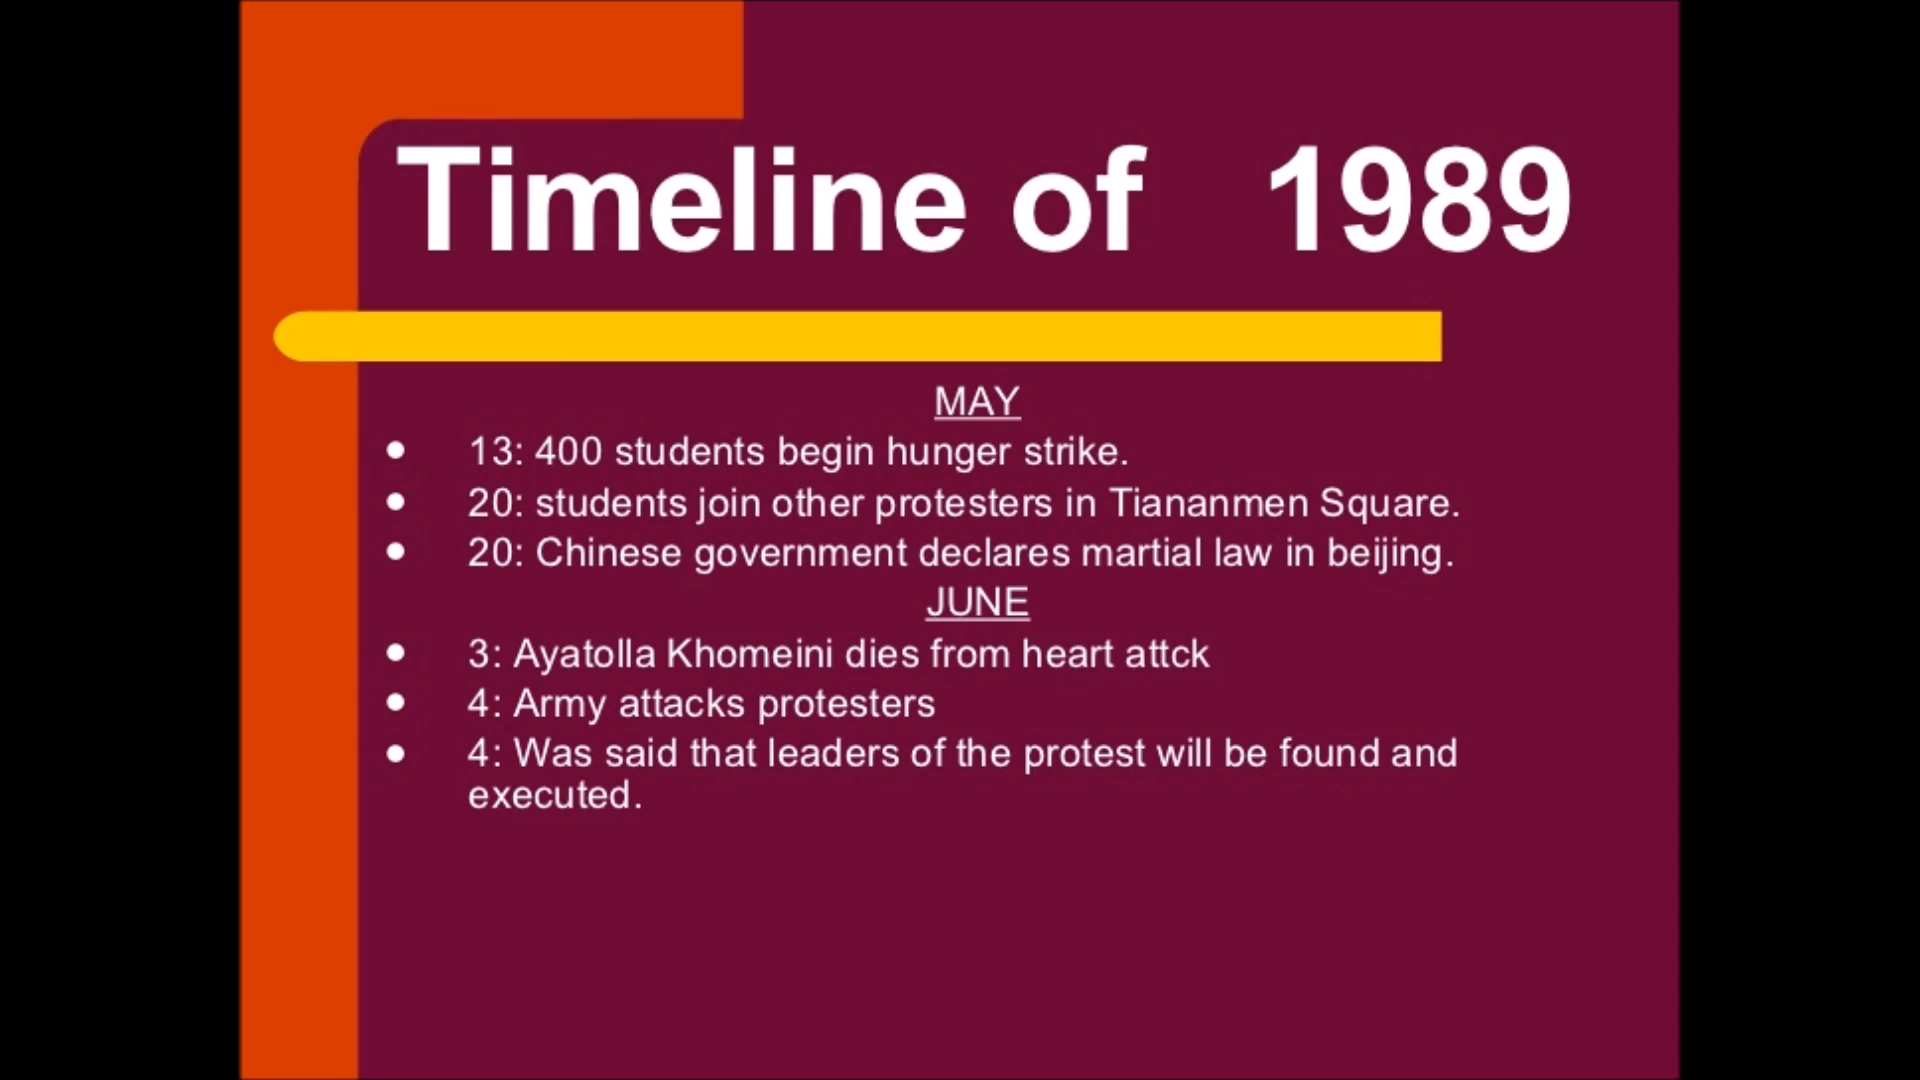 Timeline of 1989
MAY
13: 400 students begin hunger strike.
20: students join other protesters in Tiananmen Square.
20: Chinese government declares martial law in beijing.
JUNE
3: Ayatolla Khomeini dies from heart attck
4: Army attacks protesters
4: Was said that leaders of the protest will be found and
executed.